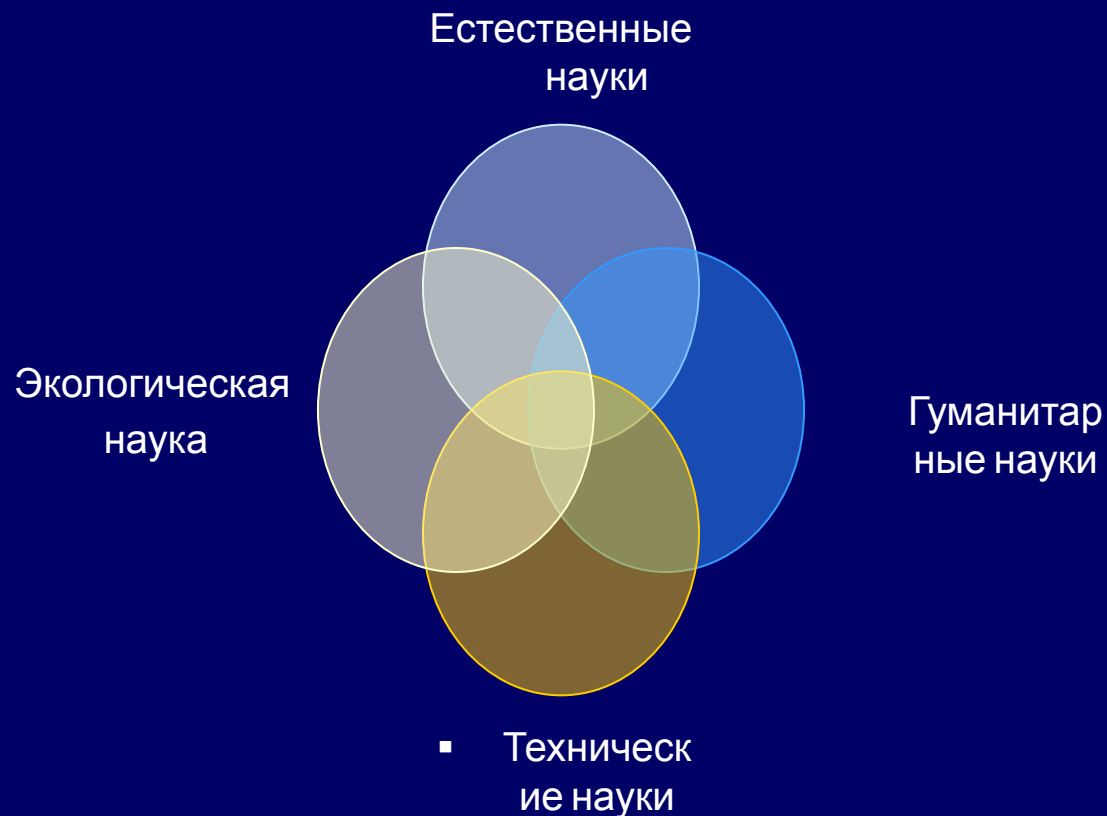 Естественные
науки
Экологическая
наука
Гуманитар
ные науки
▪ Техническ
ие науки